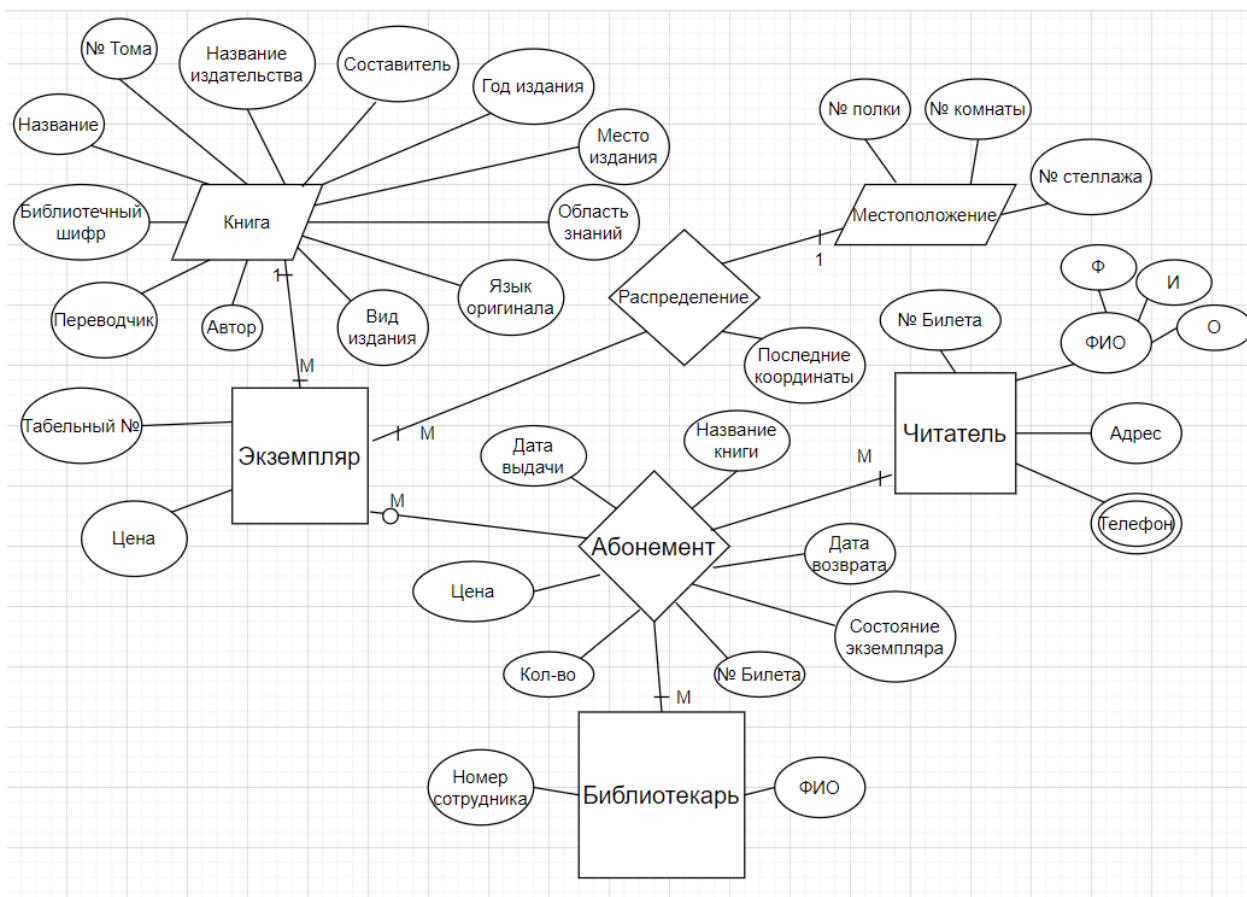 № Тома
Название
издательства
Составитель
Год издания
Название
Место
издания
Библиотечный
шифр
Книга
Область
знаний
Переводчик
Автор
Вид
издания
Язык
оригинала
1
М
№ полки
№ комнаты
№ стеллажа
Местоположение
1
Распределение
Последние
координаты
М
Ф
И
О
ФИО
№ Билета
Читатель
Адрес
Телефон
М
Табельный №
Экземпляр
Цена
М
Дата
выдачи
Название
книги
Абонемент
Дата
возврата
Цена
Состояние
экземпляра
Кол-во
№ Билета
М
Номер
сотрудника
Библиотекарь
ФИО